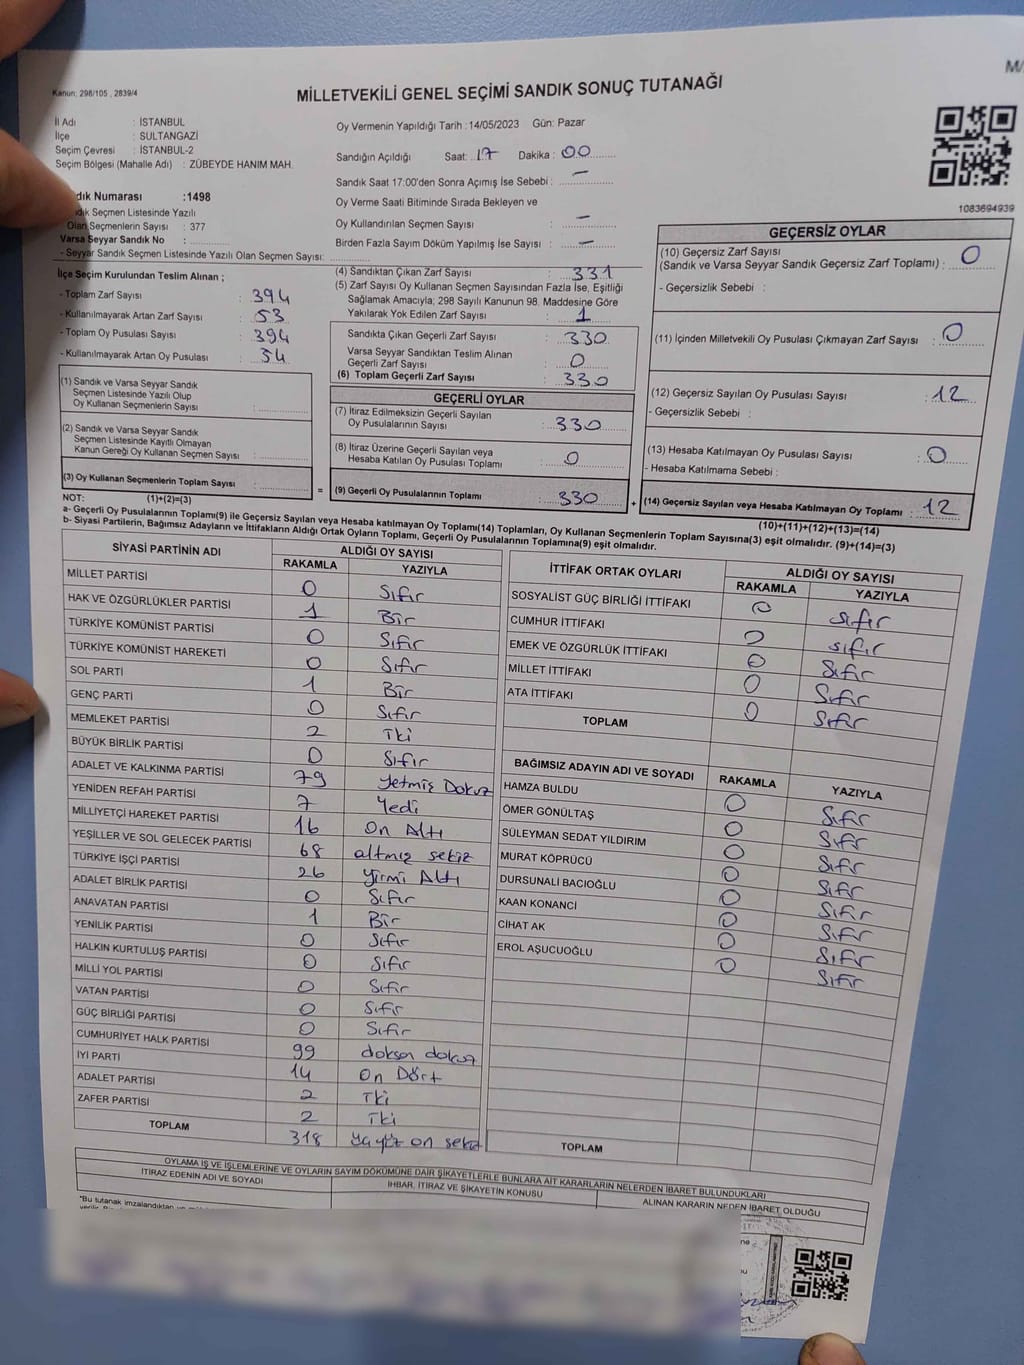 M/
Kanun: 298/105 , 2839/4
MİLLETVEKİLİ GENEL SEÇİMİ SANDIK SONUÇ TUTANAĞI
İl Adı : İSTANBUL
İlçe : SULTANGAZİ
Seçim Çevresi : İSTANBUL-2
Seçim Bölgesi (Mahalle Adı) : ZÜBEYDE HANIM MAH.
dık Numarası :1498
dık Seçmen Listesinde Yazılı
Olan Seçmenlerin Sayısı : 377
Varsa Seyyar Sandık No :
- Seyyar Sandık Seçmen Listesinde Yazılı Olan Seçmen Sayısı:
Oy Vermenin Yapıldığı Tarih :14/05/2023 Gün: Pazar
Sandığın Açıldığı Saat: 17 Dakika : 00
Sandık Saat 17:00'den Sonra Açımış İse Sebebi : —
Oy Verme Saati Bitiminde Sırada Bekleyen ve
Oy Kullandırılan Seçmen Sayısı : —
Birden Fazla Sayım Döküm Yapılmış İse Sayısı : —
1083694939
İlçe Seçim Kurulundan Teslim Alınan ;
- Toplam Zarf Sayısı : 394
- Kullanılmayarak Artan Zarf Sayısı : 53
- Toplam Oy Pusulası Sayısı : 394
- Kullanılmayarak Artan Oy Pusulası : 54
(1) Sandık ve Varsa Seyyar Sandık
Seçmen Listesinde Yazılı Olup
Oy Kullanan Seçmenlerin Sayısı :
(2) Sandık ve Varsa Seyyar Sandık
Seçmen Listesinde Kayıtlı Olmayan
Kanun Gereği Oy Kullanan Seçmen Sayısı :
(3) Oy Kullanan Seçmenlerin Toplam Sayısı :
(4) Sandıktan Çıkan Zarf Sayısı : 331
(5) Zarf Sayısı Oy Kullanan Seçmen Sayısından Fazla İse, Eşitliği
Sağlamak Amacıyla; 298 Sayılı Kanunun 98. Maddesine Göre
Yakılarak Yok Edilen Zarf Sayısı : 1
Sandıkta Çıkan Geçerli Zarf Sayısı : 330
Varsa Seyyar Sandıktan Teslim Alınan
Geçerli Zarf Sayısı : 0
(6) Toplam Geçerli Zarf Sayısı : 330
GEÇERLİ OYLAR
(7) İtiraz Edilmeksizin Geçerli Sayılan
Oy Pusulalarının Sayısı : 330
(8) İtiraz Üzerine Geçerli Sayılan veya
Hesaba Katılan Oy Pusulası Toplamı : 0
= (9) Geçerli Oy Pusulalarının Toplamı : 330 +
GEÇERSİZ OYLAR
(10) Geçersiz Zarf Sayısı
(Sandık ve Varsa Seyyar Sandık Geçersiz Zarf Toplamı) : 0
- Geçersizlik Sebebi :
(11) İçinden Milletvekili Oy Pusulası Çıkmayan Zarf Sayısı : 0
(12) Geçersiz Sayılan Oy Pusulası Sayısı : 12
- Geçersizlik Sebebi :
(13) Hesaba Katılmayan Oy Pusulası Sayısı : 0
- Hesaba Katılmama Sebebi :
(14) Geçersiz Sayılan veya Hesaba Katılmayan Oy Toplamı : 12
NOT: (1)+(2)=(3)
(10)+(11)+(12)+(13)=(14)
a- Geçerli Oy Pusulalarının Toplamı(9) ile Geçersiz Sayılan veya Hesaba katılmayan Oy Toplamı(14) Toplamları, Oy Kullanan Seçmenlerin Toplam Sayısına(3) eşit olmalıdır. (9)+(14)=(3)
b- Siyasi Partilerin, Bağımsız Adayların ve İttifakların Aldığı Ortak Oyların Toplamı, Geçerli Oy Pusulalarının Toplamına(9) eşit olmalıdır.
SİYASİ PARTİNİN ADI ALDIĞI OY SAYISI
RAKAMLA YAZIYLA
MİLLET PARTİSİ 0 Sıfır
HAK VE ÖZGÜRLÜKLER PARTİSİ 1 Bir
TÜRKİYE KOMÜNİST PARTİSİ 0 Sıfır
TÜRKİYE KOMÜNİST HAREKETİ 0 Sıfır
SOL PARTİ 1 Bir
GENÇ PARTİ 0 Sıfır
MEMLEKET PARTİSİ 2 İki
BÜYÜK BİRLİK PARTİSİ 0 Sıfır
ADALET VE KALKINMA PARTİSİ 79 Yetmiş Dokuz
YENİDEN REFAH PARTİSİ 7 Yedi
MİLLİYETÇİ HAREKET PARTİSİ 16 On Altı
YEŞİLLER VE SOL GELECEK PARTİSİ 68 altmış sekiz
TÜRKİYE İŞÇİ PARTİSİ 26 Yirmi Altı
ADALET BİRLİK PARTİSİ 0 Sıfır
ANAVATAN PARTİSİ 1 Bir
YENİLİK PARTİSİ 0 Sıfır
HALKIN KURTULUŞ PARTİSİ 0 Sıfır
MİLLİ YOL PARTİSİ 0 Sıfır
VATAN PARTİSİ 0 Sıfır
GÜÇ BİRLİĞİ PARTİSİ 0 Sıfır
CUMHURİYET HALK PARTİSİ 99 doksan dokuz
İYİ PARTİ 14 On Dört
ADALET PARTİSİ 2 İki
ZAFER PARTİSİ 2 İki
TOPLAM 318 on sekiz
İTTİFAK ORTAK OYLARI ALDIĞI OY SAYISI
RAKAMLA YAZIYLA
SOSYALİST GÜÇ BİRLİĞİ İTTİFAKI 0 sıfır
CUMHUR İTTİFAKI 0 sıfır
EMEK VE ÖZGÜRLÜK İTTİFAKI 0 Sıfır
MİLLET İTTİFAKI 0 Sıfır
ATA İTTİFAKI 0 Sıfır
TOPLAM
BAĞIMSIZ ADAYIN ADI VE SOYADI RAKAMLA YAZIYLA
HAMZA BULDU 0 Sıfır
ÖMER GÖNÜLTAŞ 0 Sıfır
SÜLEYMAN SEDAT YILDIRIM 0 Sıfır
MURAT KÖPRÜCÜ 0 Sıfır
DURSUNALİ BACIOĞLU 0 Sıfır
KAAN KONANCİ 0 Sıfır
CİHAT AK 0 Sıfır
EROL AŞUCUOĞLU 0 Sıfır
TOPLAM
OYLAMA İŞ VE İŞLEMLERİNE VE OYLARIN SAYIM DÖKÜMÜNE DAİR ŞİKAYETLERLE BUNLARA AİT KARARLARIN NELERDEN İBARET BULUNDUKLARI
İTİRAZ EDENİN ADI VE SOYADI İHBAR, İTİRAZ VE ŞİKAYETİN KONUSU ALINAN KARARIN NEDEN İBARET OLDUĞU
"Bu tutanak imzalandıktan